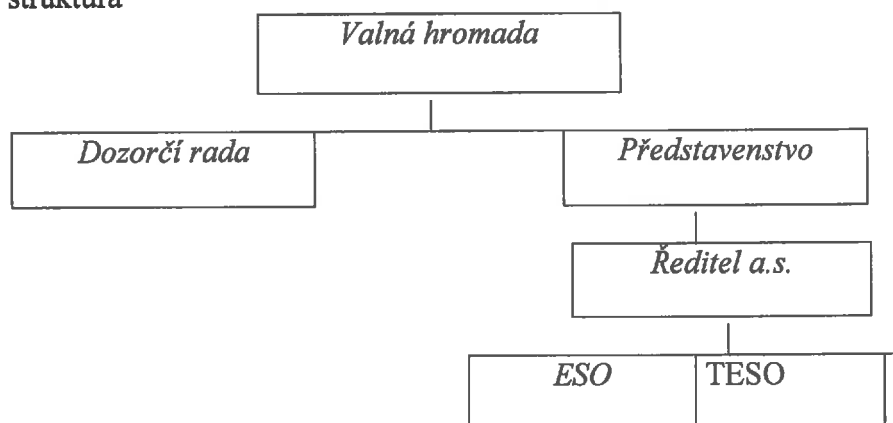 struktura
Valná hromada
Dozorčí rada
Představenstvo
Ředitel a.s.
ESO
TESO